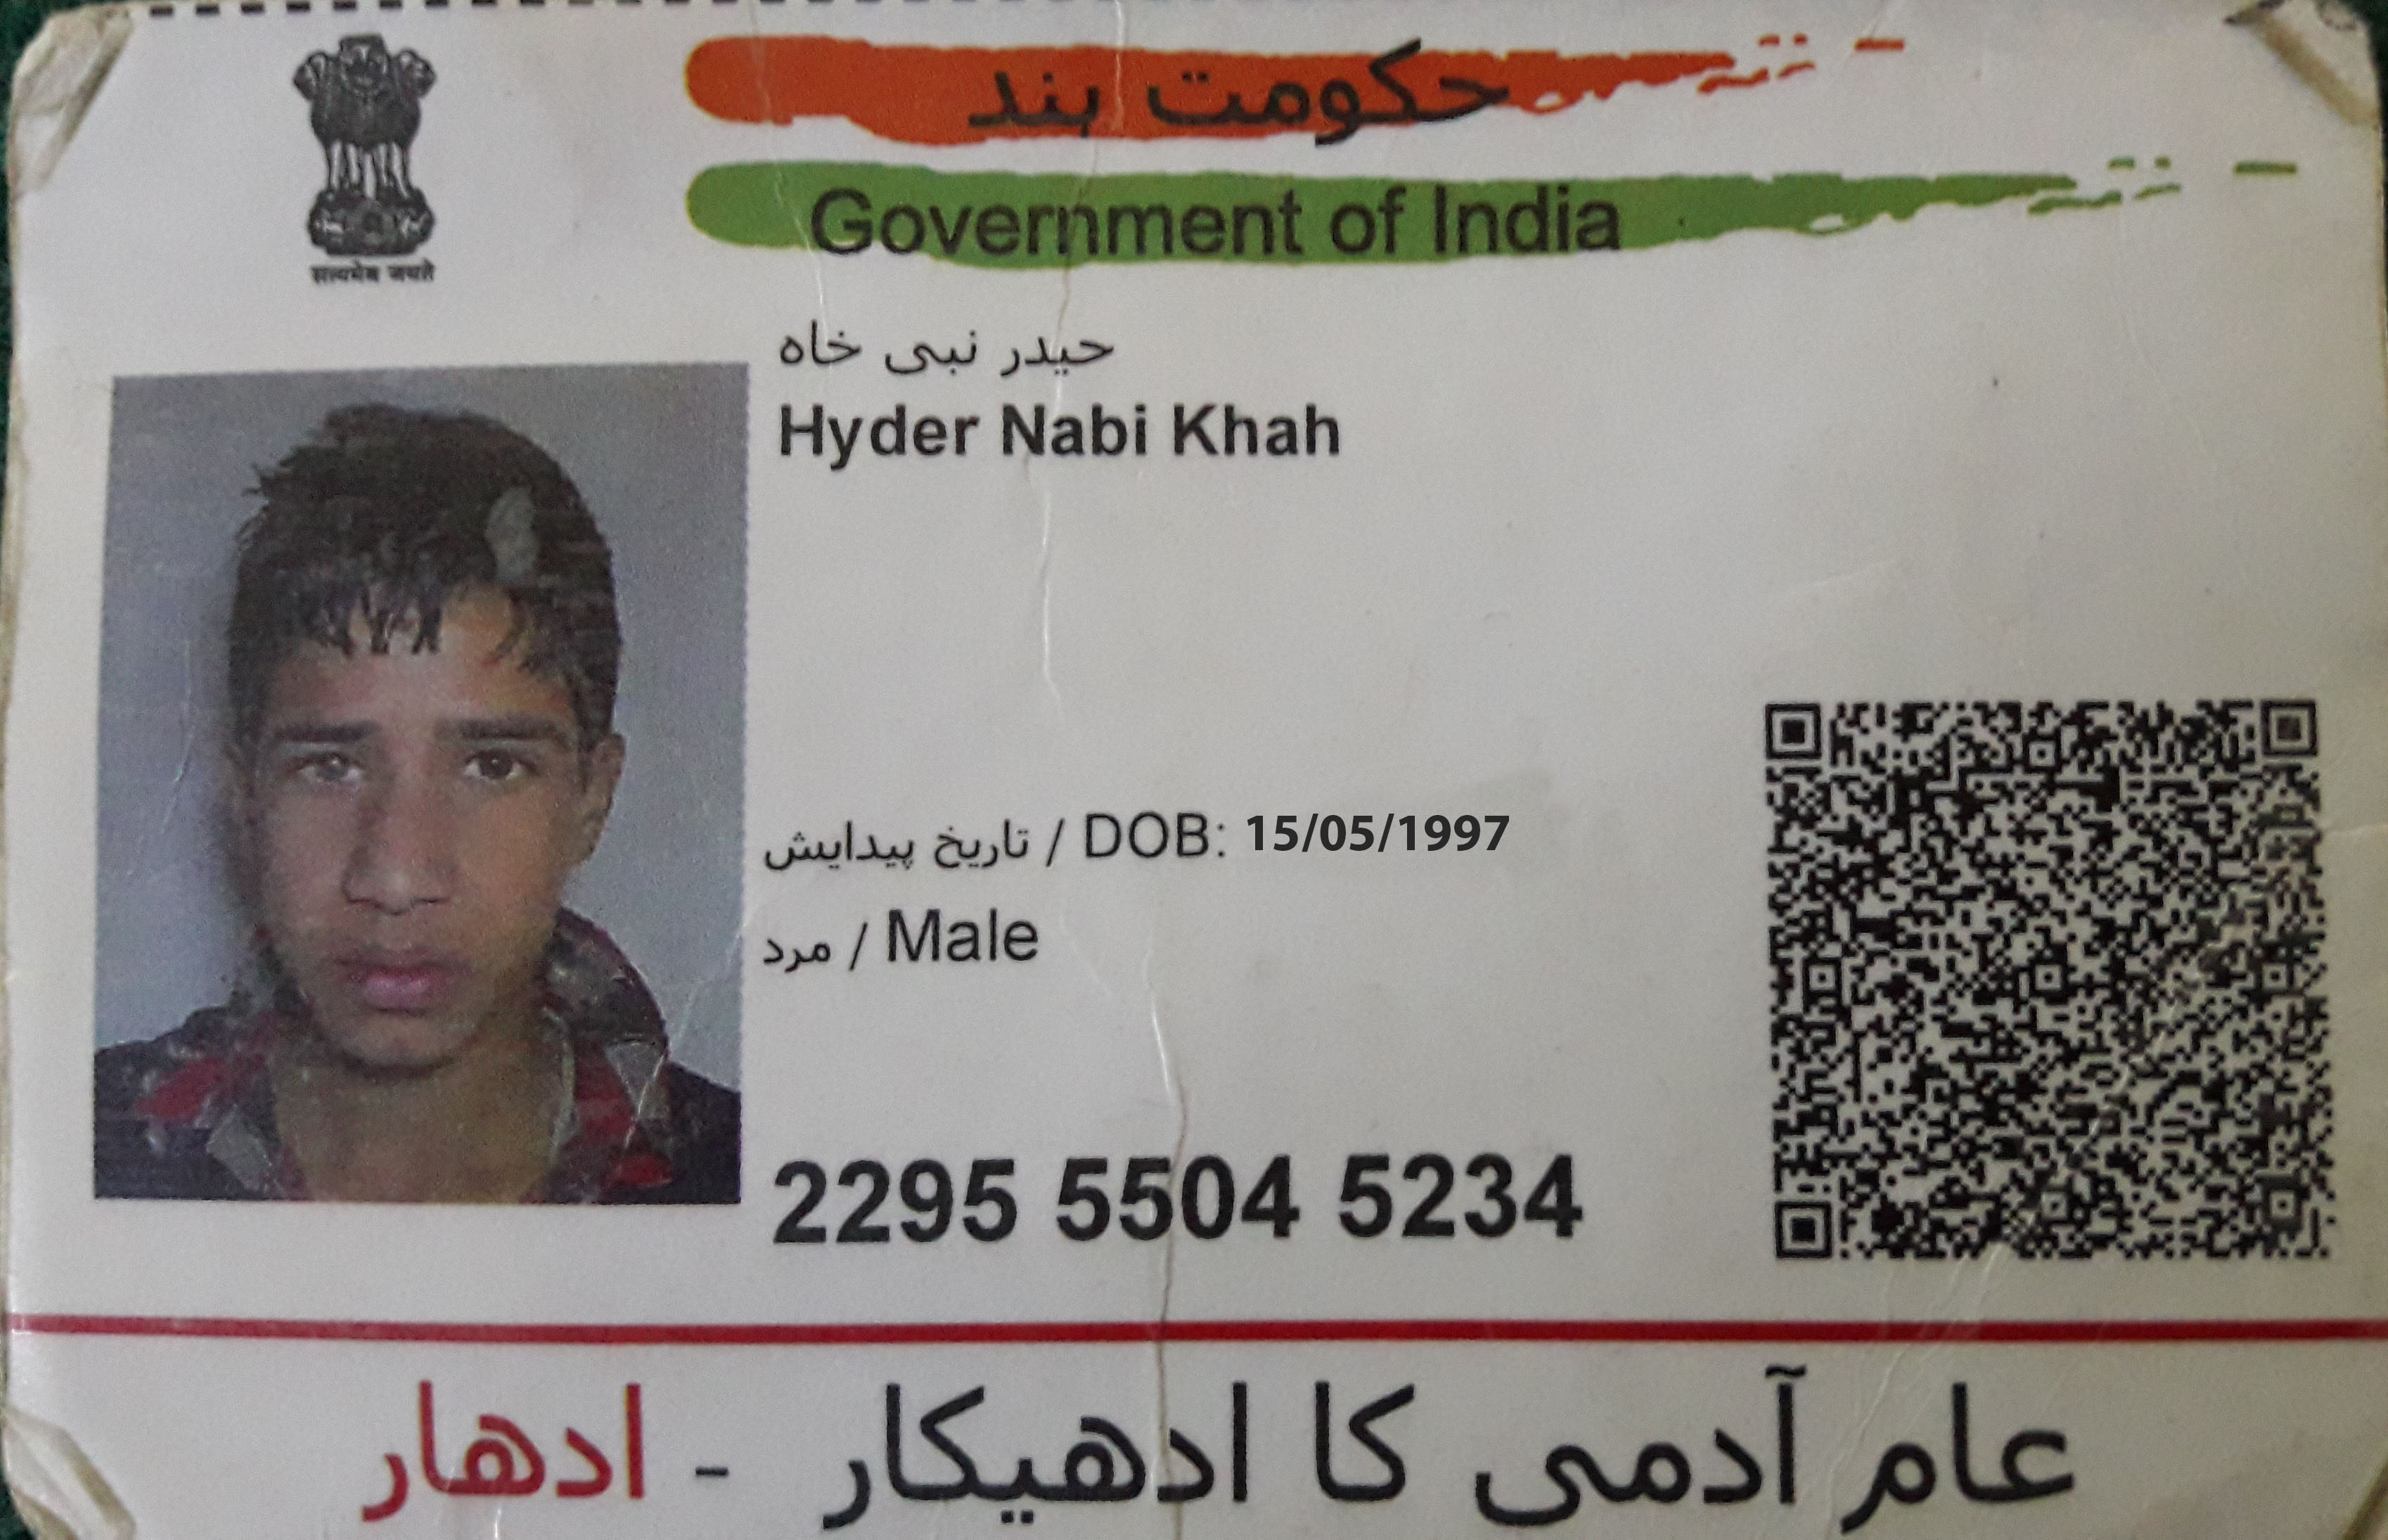 حکومت ہند
Government of India
सत्यमेव जयते
حیدر نبی خاہ
Hyder Nabi Khah
تاریخ پیدایش / DOB: 15/05/1997
مرد / Male
2295 5504 5234
عام آدمی کا ادھیکار - ادھار